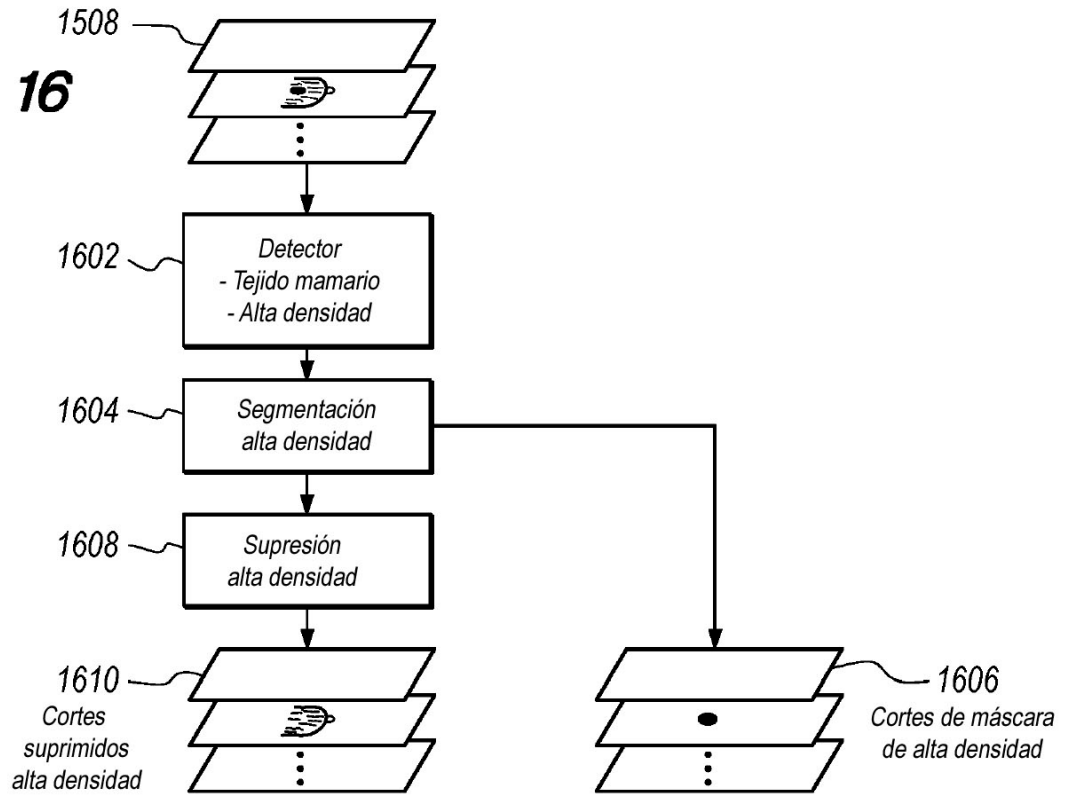 1508
16
1602
Detector
- Tejido mamario
- Alta densidad
1604
Segmentación
alta densidad
1608
Supresión
alta densidad
1610
Cortes
suprimidos
alta densidad
1606
Cortes de máscara
de alta densidad